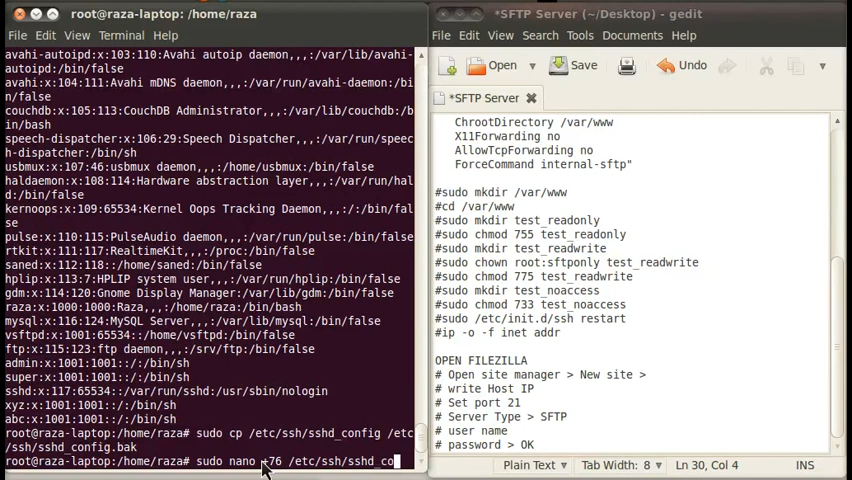 root@raza-laptop: /home/raza
File Edit View Terminal Help
avahi-autoipd:x:103:110:Avahi autoip daemon,,,:/var/lib/avahi-
autoipd:/bin/false
avahi:x:104:111:Avahi mDNS daemon,,,:/var/run/avahi-daemon:/bi
n/false
couchdb:x:105:113:CouchDB Administrator,,,:/var/lib/couchdb:/b
in/bash
speech-dispatcher:x:106:29:Speech Dispatcher,,,:/var/run/speec
h-dispatcher:/bin/sh
usbmux:x:107:46:usbmux daemon,,,:/home/usbmux:/bin/false
haldaemon:x:108:114:Hardware abstraction layer,,,:/var/run/hal
daemon:/bin/false
kernoops:x:109:65534:Kernel Oops Tracking Daemon,,,:/:/bin/fal
se
pulse:x:110:115:PulseAudio daemon,,,:/var/run/pulse:/bin/false
rtkit:x:111:117:RealtimeKit,,,:/proc:/bin/false
saned:x:112:118::/home/saned:/bin/false
hplip:x:113:7:HPLIP system user,,,:/var/run/hplip:/bin/false
gdm:x:114:120:Gnome Display Manager:/var/lib/gdm:/bin/false
raza:x:1000:1000:Raza,,,:/home/raza:/bin/bash
mysql:x:116:124:MySQL Server,,,:/var/lib/mysql:/bin/false
vsftpd:x:1001:65534::/home/vsftpd:/bin/false
ftp:x:115:123:ftp daemon,,,:/srv/ftp:/bin/false
admin:x:1001:1001::/:/bin/sh
super:x:1001:1001::/:/bin/sh
sshd:x:117:65534::/var/run/sshd:/usr/sbin/nologin
xyz:x:1001:1001::/:/bin/sh
abc:x:1001:1001::/:/bin/sh
root@raza-laptop:/home/raza# sudo cp /etc/ssh/sshd_config /etc
/ssh/sshd_config.bak
root@raza-laptop:/home/raza# sudo nano +76 /etc/ssh/sshd_co
*SFTP Server (~/Desktop) - gedit
File Edit View Search Tools Documents Help
Open Save Undo
*SFTP Server
ChrootDirectory /var/www
X11Forwarding no
AllowTcpForwarding no
ForceCommand internal-sftp"
#sudo mkdir /var/www
#cd /var/www
#sudo mkdir test_readonly
#sudo chmod 755 test_readonly
#sudo mkdir test_readwrite
#sudo chown root:sftponly test_readwrite
#sudo chmod 775 test_readwrite
#sudo mkdir test_noaccess
#sudo chmod 733 test_noaccess
#sudo /etc/init.d/ssh restart
#ip -o -f inet addr
OPEN FILEZILLA
# Open site manager > New site >
# write Host IP
# Set port 21
# Server Type > SFTP
# user name
# password > OK
Plain Text Tab Width: 8 Ln 30, Col 4 INS